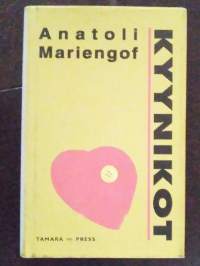 Anatoli
Mariengof
KYYNIKOT
TAMARA PRESS